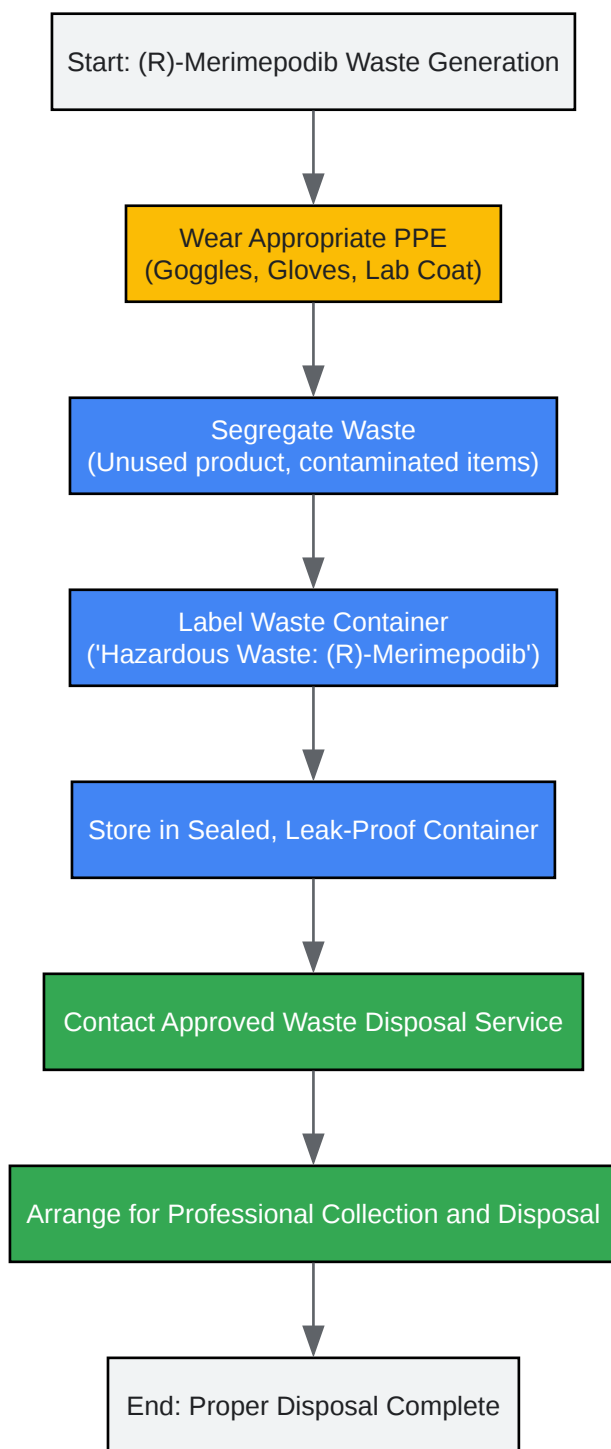 Start: (R)-Merimepodib Waste Generation
Wear Appropriate PPE
(Goggles, Gloves, Lab Coat)
Segregate Waste
(Unused product, contaminated items)
Label Waste Container
('Hazardous Waste: (R)-Merimepodib')
Store in Sealed, Leak-Proof Container
Contact Approved Waste Disposal Service
Arrange for Professional Collection and Disposal
End: Proper Disposal Complete